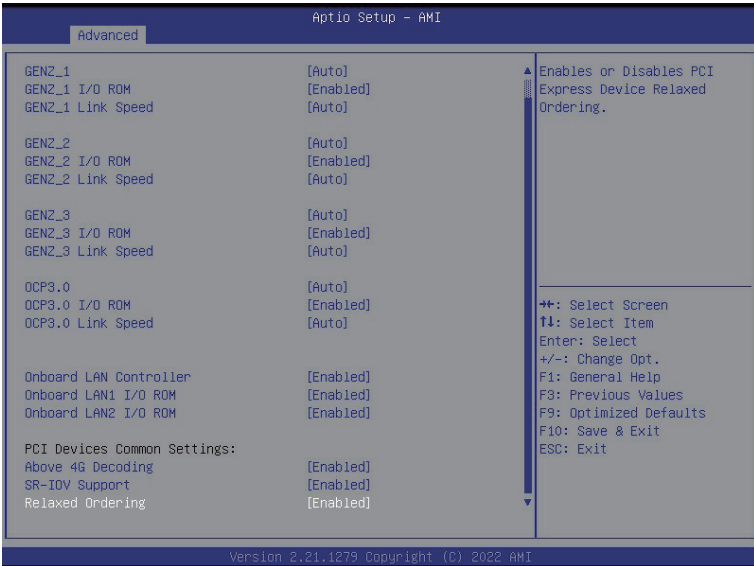 Aptio Setup – AMI
Advanced
GENZ_1 [Auto]
GENZ_1 I/O ROM [Enabled]
GENZ_1 Link Speed [Auto]
GENZ_2 [Auto]
GENZ_2 I/O ROM [Enabled]
GENZ_2 Link Speed [Auto]
GENZ_3 [Auto]
GENZ_3 I/O ROM [Enabled]
GENZ_3 Link Speed [Auto]
OCP3.0 [Auto]
OCP3.0 I/O ROM [Enabled]
OCP3.0 Link Speed [Auto]
Onboard LAN Controller [Enabled]
Onboard LAN1 I/O ROM [Enabled]
Onboard LAN2 I/O ROM [Enabled]
PCI Devices Common Settings:
Above 4G Decoding [Enabled]
SR-IOV Support [Enabled]
Relaxed Ordering [Enabled]
Enables or Disables PCI
Express Device Relaxed
Ordering.
→←: Select Screen
↑↓: Select Item
Enter: Select
+/-: Change Opt.
F1: General Help
F3: Previous Values
F9: Optimized Defaults
F10: Save & Exit
ESC: Exit
Version 2.21.1279 Copyright (C) 2022 AMI